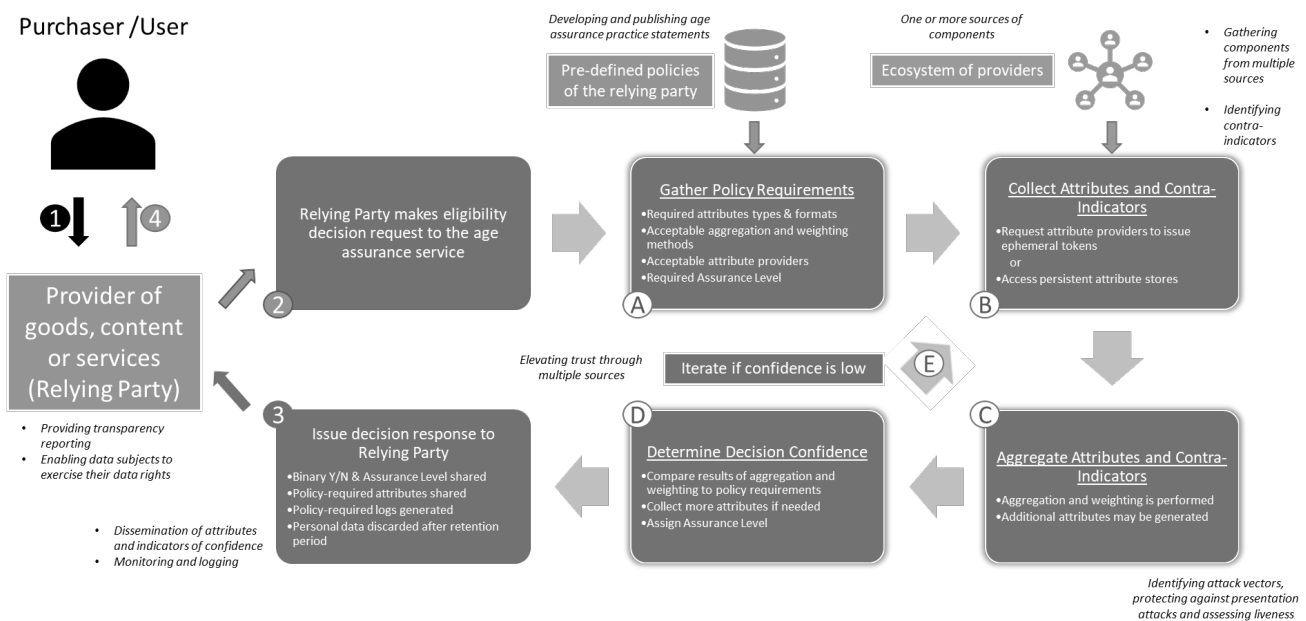 Purchaser /User
1
4
Provider of
goods, content
or services
(Relying Party)
• Providing transparency
reporting
• Enabling data subjects to
exercise their data rights
Relying Party makes eligibility
decision request to the age
assurance service
2
Developing and publishing age
assurance practice statements
Pre-defined policies
of the relying party
Gather Policy Requirements
•Required attributes types & formats
•Acceptable aggregation and weighting
methods
•Acceptable attribute providers
•Required Assurance Level
A
One or more sources of
components
Ecosystem of providers
• Gathering
components
from multiple
sources
• Identifying
contra-
indicators
Collect Attributes and Contra-
Indicators
•Request attribute providers to issue
ephemeral tokens
or
•Access persistent attribute stores
B
C
Aggregate Attributes and Contra-
Indicators
•Aggregation and weighting is performed
•Additional attributes may be generated
Identifying attack vectors,
protecting against presentation
attacks and assessing liveness
D
Determine Decision Confidence
•Compare results of aggregation and
weighting to policy requirements
•Collect more attributes if needed
•Assign Assurance Level
Elevating trust through
multiple sources
Iterate if confidence is low
E
3
Issue decision response to
Relying Party
•Binary Y/N & Assurance Level shared
•Policy-required attributes shared
•Policy-required logs generated
•Personal data discarded after retention
period
• Dissemination of attributes
and indicators of confidence
• Monitoring and logging